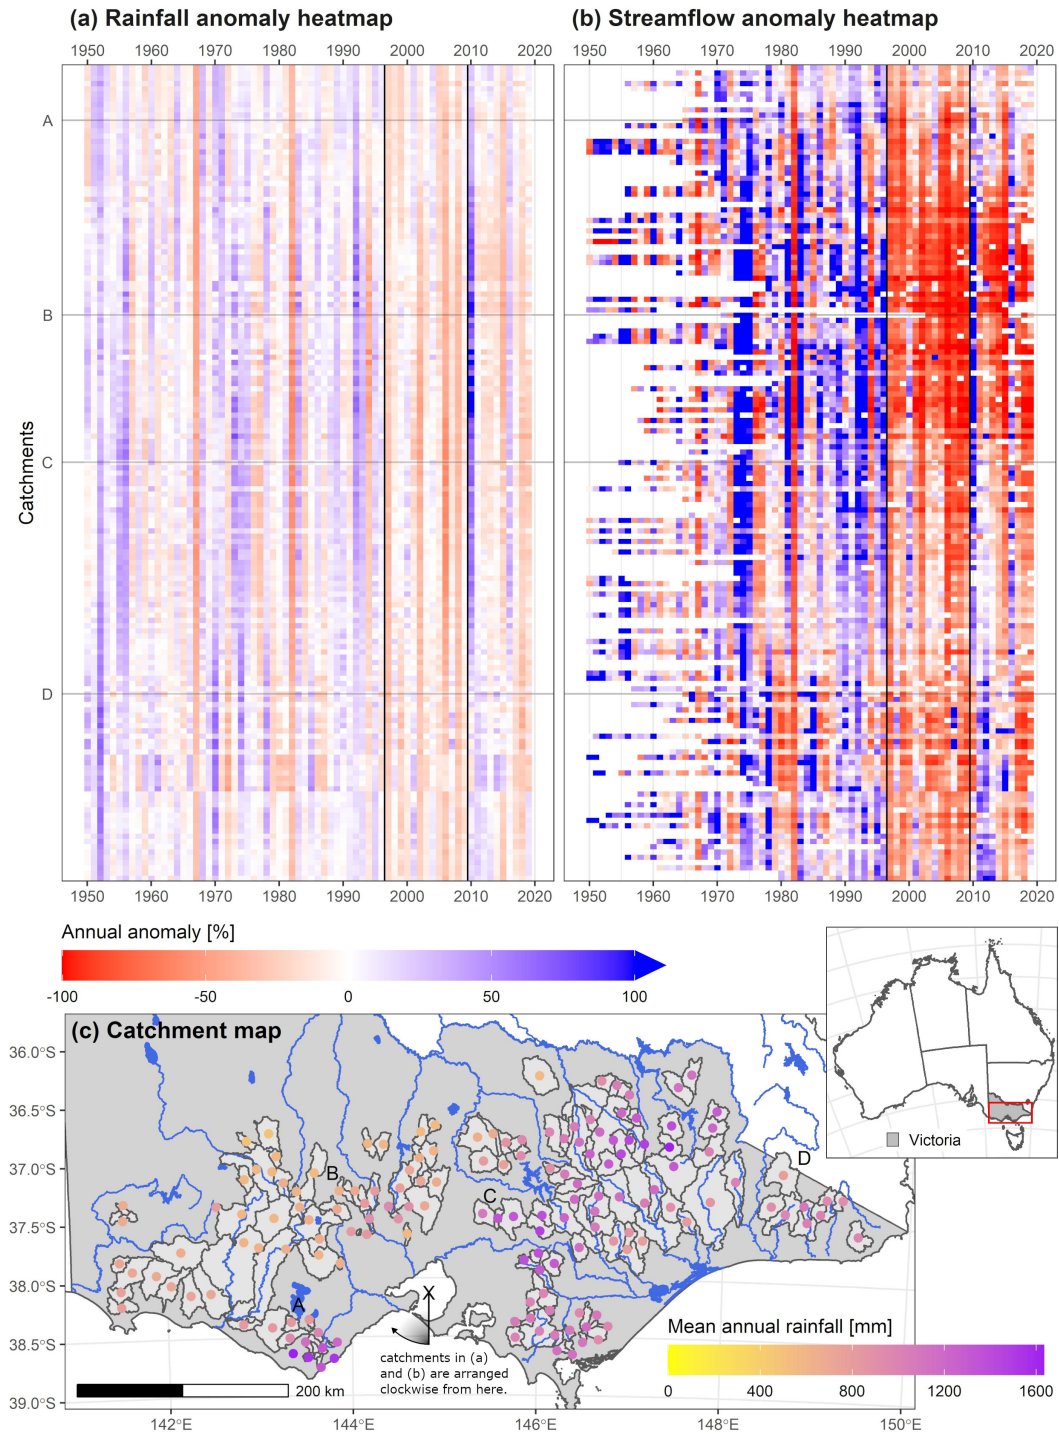 (a) Rainfall anomaly heatmap
(b) Streamflow anomaly heatmap
1950 1960 1970 1980 1990 2000 2010 2020
1950 1960 1970 1980 1990 2000 2010 2020
Catchments
A
B
C
D
1950 1960 1970 1980 1990 2000 2010 2020
1950 1960 1970 1980 1990 2000 2010 2020
Annual anomaly [%]
-100 -50 0 50 100
Victoria
(c) Catchment map
36.0°S
36.5°S
37.0°S
37.5°S
38.0°S
38.5°S
39.0°S
A
B
C
D
X
catchments in (a)
and (b) are arranged
clockwise from here.
200 km
Mean annual rainfall [mm]
0 400 800 1200 1600
142°E 144°E 146°E 148°E 150°E